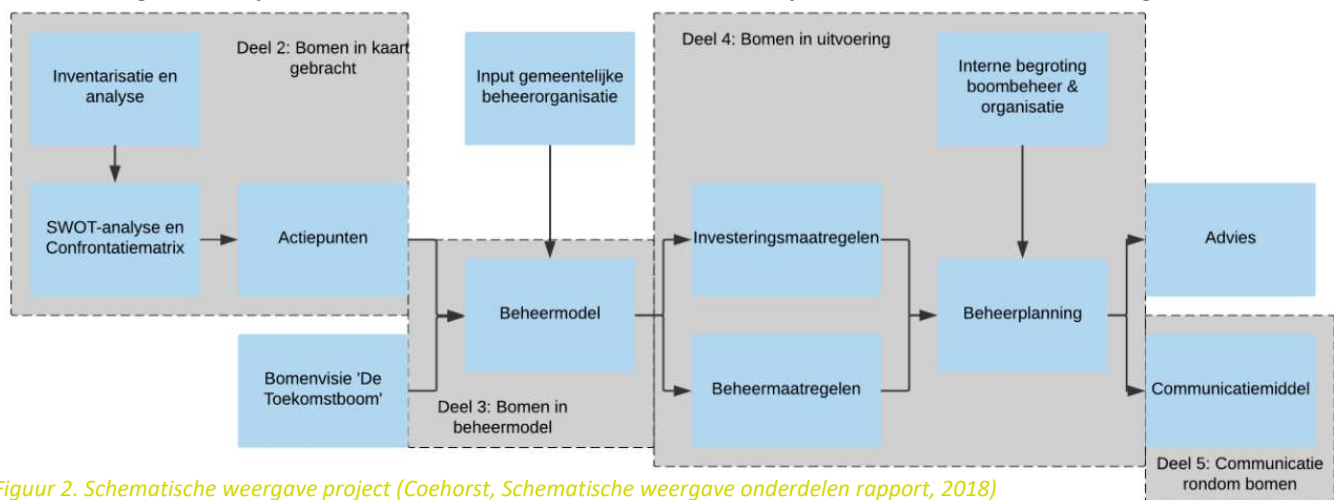 Deel 2: Bomen in kaart
gebracht
Inventarisatie en
analyse
SWOT-analyse en
Confrontatiematrix
Actiepunten
Bomenvisie 'De
Toekomstboom'
Input gemeentelijke
beheerorganisatie
Beheermodel
Deel 3: Bomen in
beheermodel
Deel 4: Bomen in uitvoering
Interne begroting
boombeheer &
organisatie
Investeringsmaatregelen
Beheermaatregelen
Beheerplanning
Advies
Communicatiemiddel
Deel 5: Communicatie
rondom bomen
Figuur 2. Schematische weergave project (Coehorst, Schematische weergave onderdelen rapport, 2018)